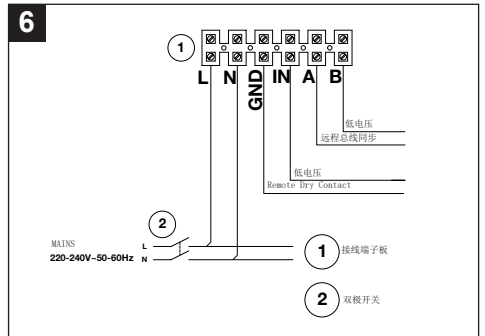 6
1
L N GND IN A B
低电压
远程总线同步
低电压
Remote Dry Contact
2
MAINS
L
220-240V~50-60Hz N
1 接线端子板
2 双极开关